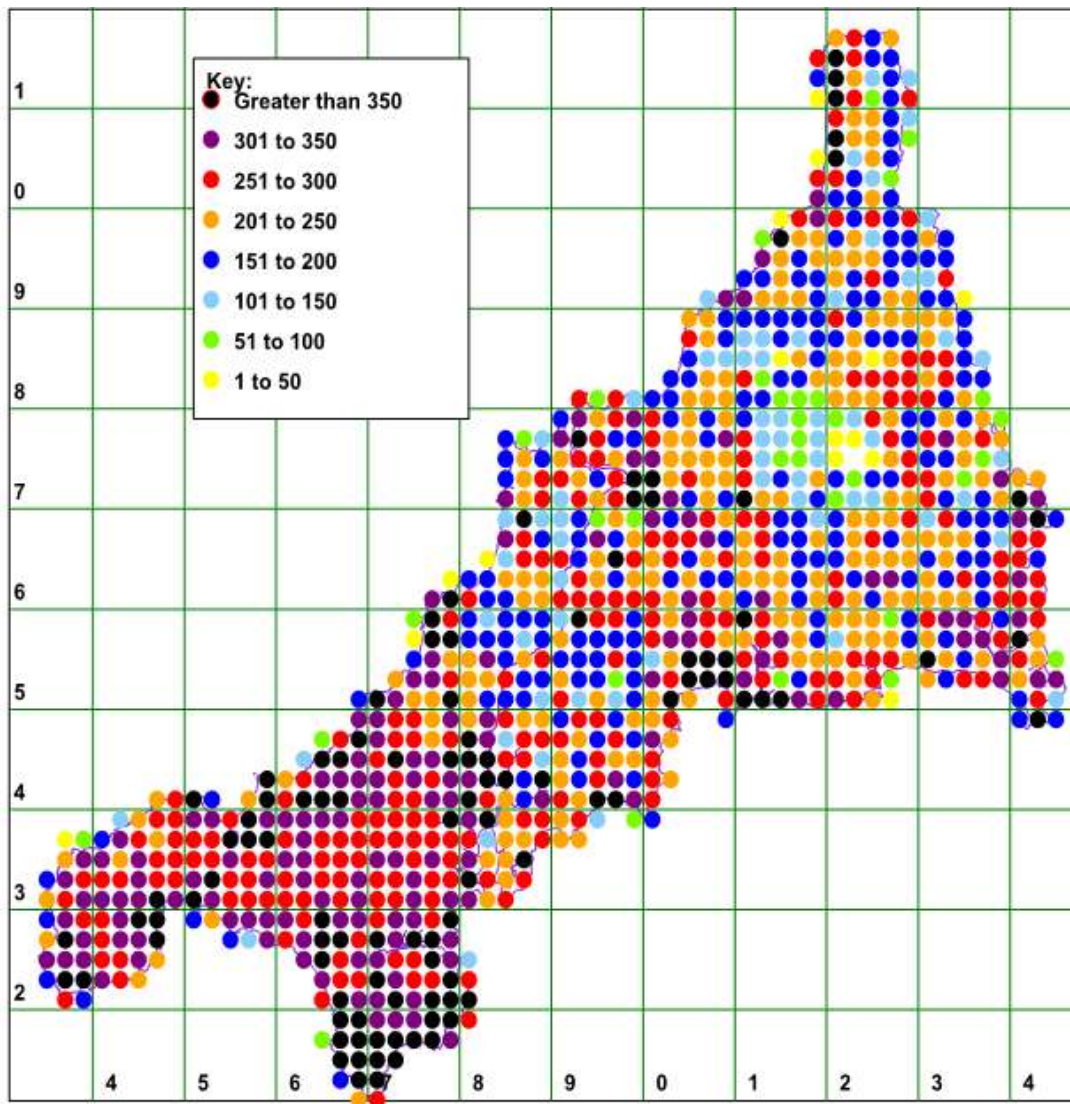 Key:
Greater than 350
301 to 350
251 to 300
201 to 250
151 to 200
101 to 150
51 to 100
1 to 50
1
0
9
8
7
6
5
4
3
2
4 5 6 7 8 9 0 1 2 3 4